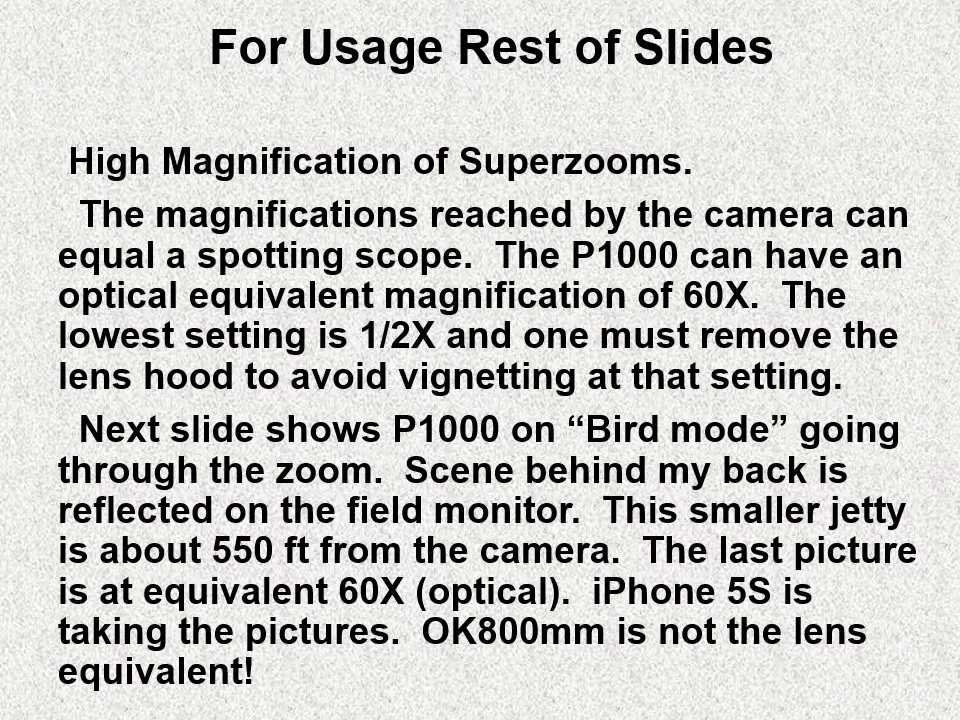 For Usage Rest of Slides
High Magnification of Superzooms.
The magnifications reached by the camera can
equal a spotting scope.  The P1000 can have an
optical equivalent magnification of 60X.  The
lowest setting is 1/2X and one must remove the
lens hood to avoid vignetting at that setting.
Next slide shows P1000 on “Bird mode” going
through the zoom.  Scene behind my back is
reflected on the field monitor.  This smaller jetty
is about 550 ft from the camera.  The last picture
is at equivalent 60X (optical).  iPhone 5S is
taking the pictures.  OK800mm is not the lens
equivalent!